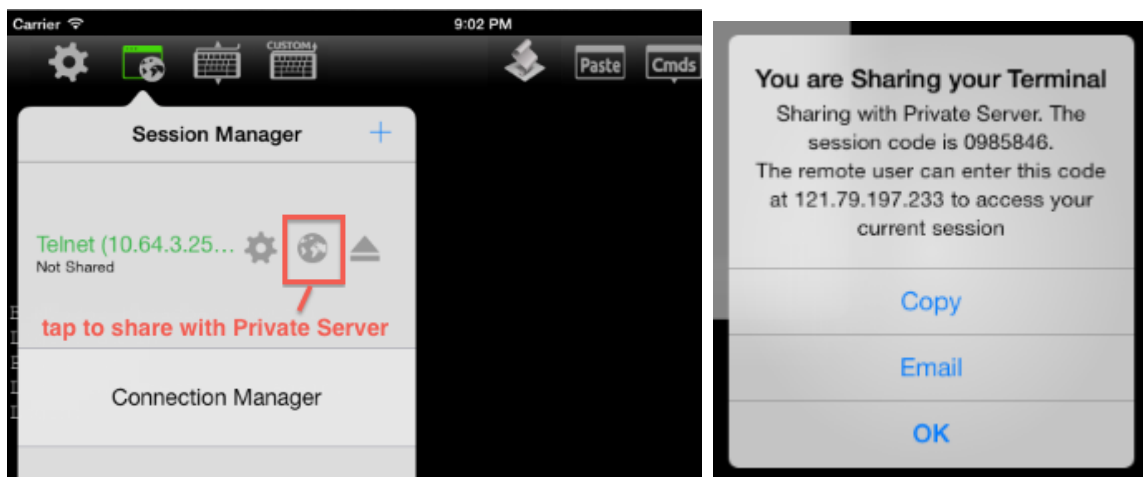 Carrier
9:02 PM
CUSTOM
Paste
Cmds
Session Manager
+
Telnet (10.64.3.25...
Not Shared
tap to share with Private Server
Connection Manager
You are Sharing your Terminal
Sharing with Private Server. The
session code is 0985846.
The remote user can enter this code
at 121.79.197.233 to access your
current session
Copy
Email
OK